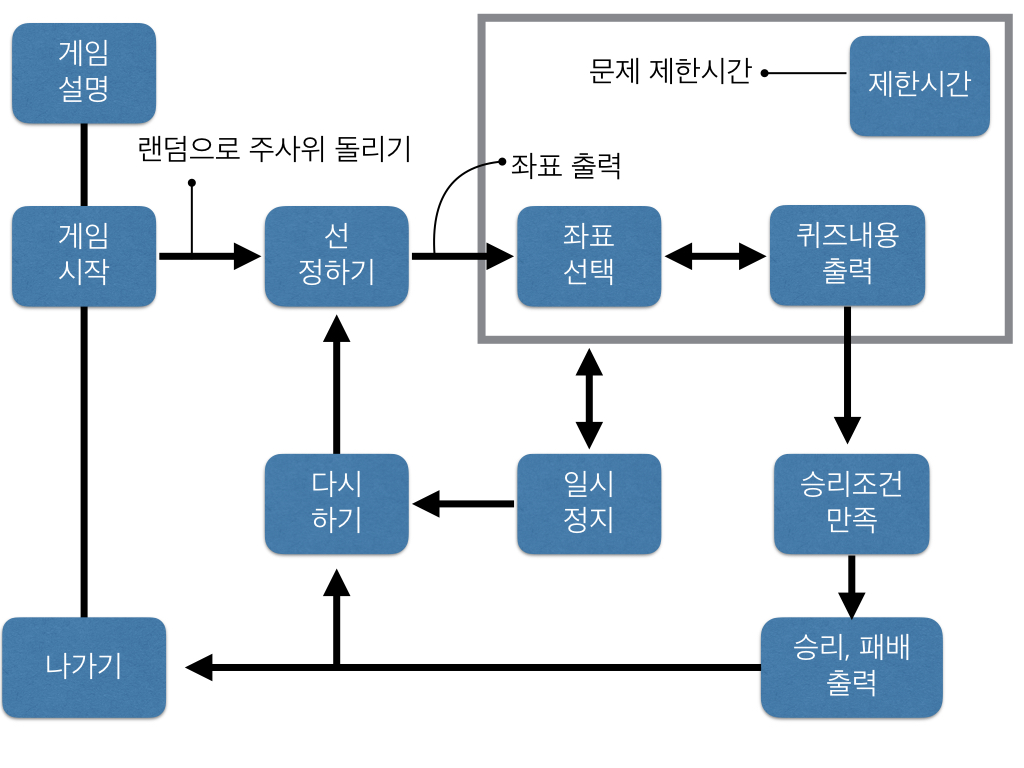 게임
설명
문제 제한시간
제한시간
랜덤으로 주사위 돌리기
좌표 출력
게임
시작
선
정하기
좌표
선택
퀴즈내용
출력
다시
하기
일시
정지
승리조건
만족
나가기
승리, 패배
출력